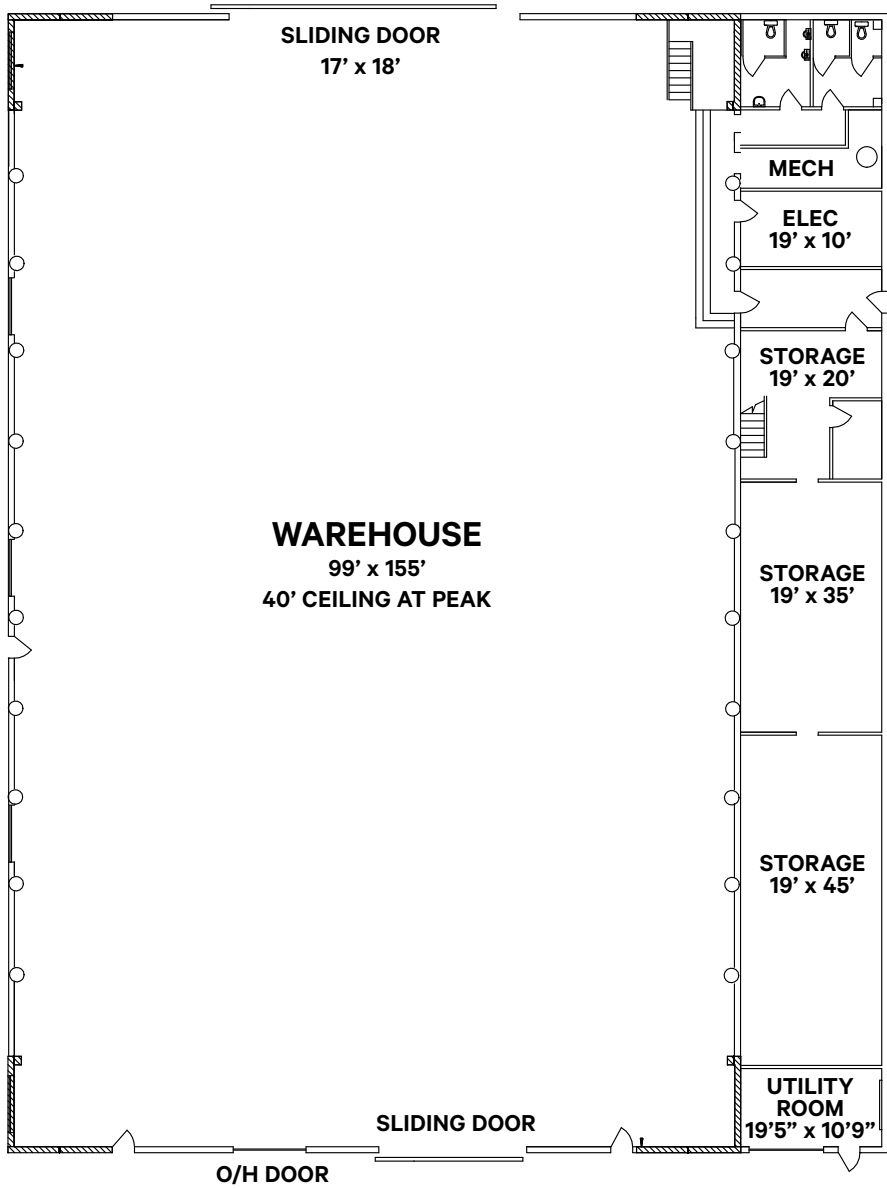 SLIDING DOOR
17’ x 18’
MECH
ELEC
19’ x 10’
STORAGE
19’ x 20’
WAREHOUSE
99’ x 155’
40’ CEILING AT PEAK
STORAGE
19’ x 35’
STORAGE
19’ x 45’
UTILITY
ROOM
19’5” x 10’9”
SLIDING DOOR
O/H DOOR